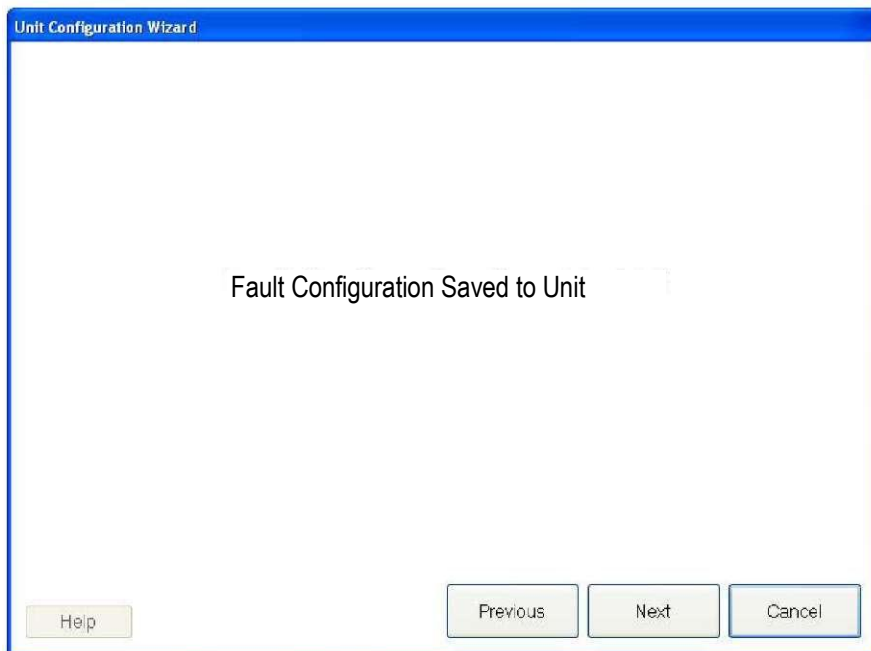 Unit Configuration Wizard
Fault Configuration Saved to Unit
Help
Previous
Next
Cancel